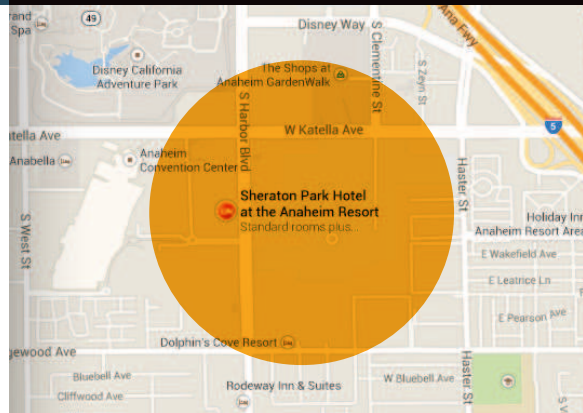 rand
Spa
49
Disney Way
S Clementine St
Ana Fwy
S Zeyn St
Disney California
Adventure Park
The Shops at
Anaheim GardenWalk
S Harbor Blvd
5
atella Ave
W Katella Ave
Anabella
Anaheim
Convention Center
Haster St
Sheraton Park Hotel
at the Anaheim Resort
Standard rooms plus...
S West St
Holiday Inn
Anaheim Resort Area
E Wakefield Ave
E Leatrice Ln
E Pearson Ave
Dolphin's Cove Resort
gewood Ave
Bluebell Ave
W Bluebell Ave
Haster St
Rodeway Inn & Suites
Cliffwood Ave